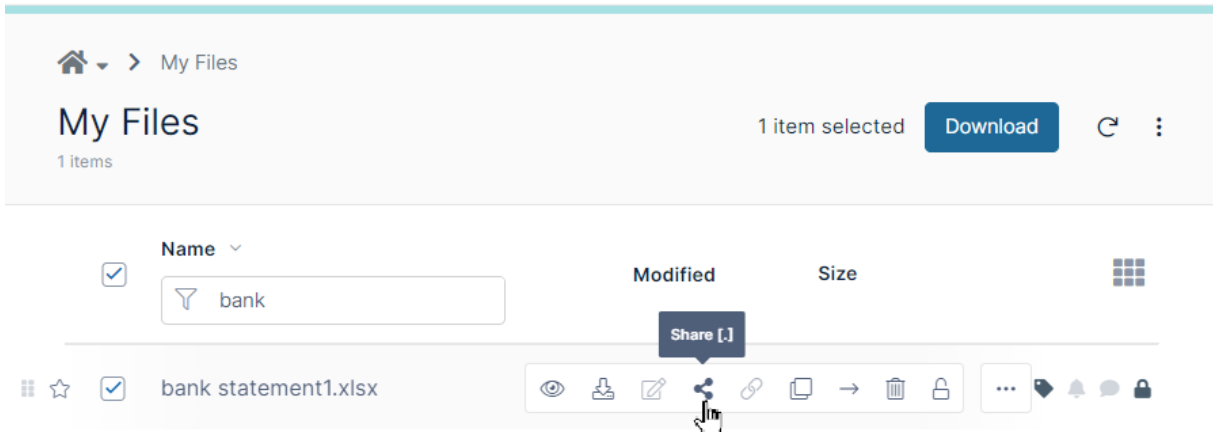 My Files
My Files
1 item selected
Download
1 items
Name
bank
Modified
Size
Share [.]
bank statement1.xlsx